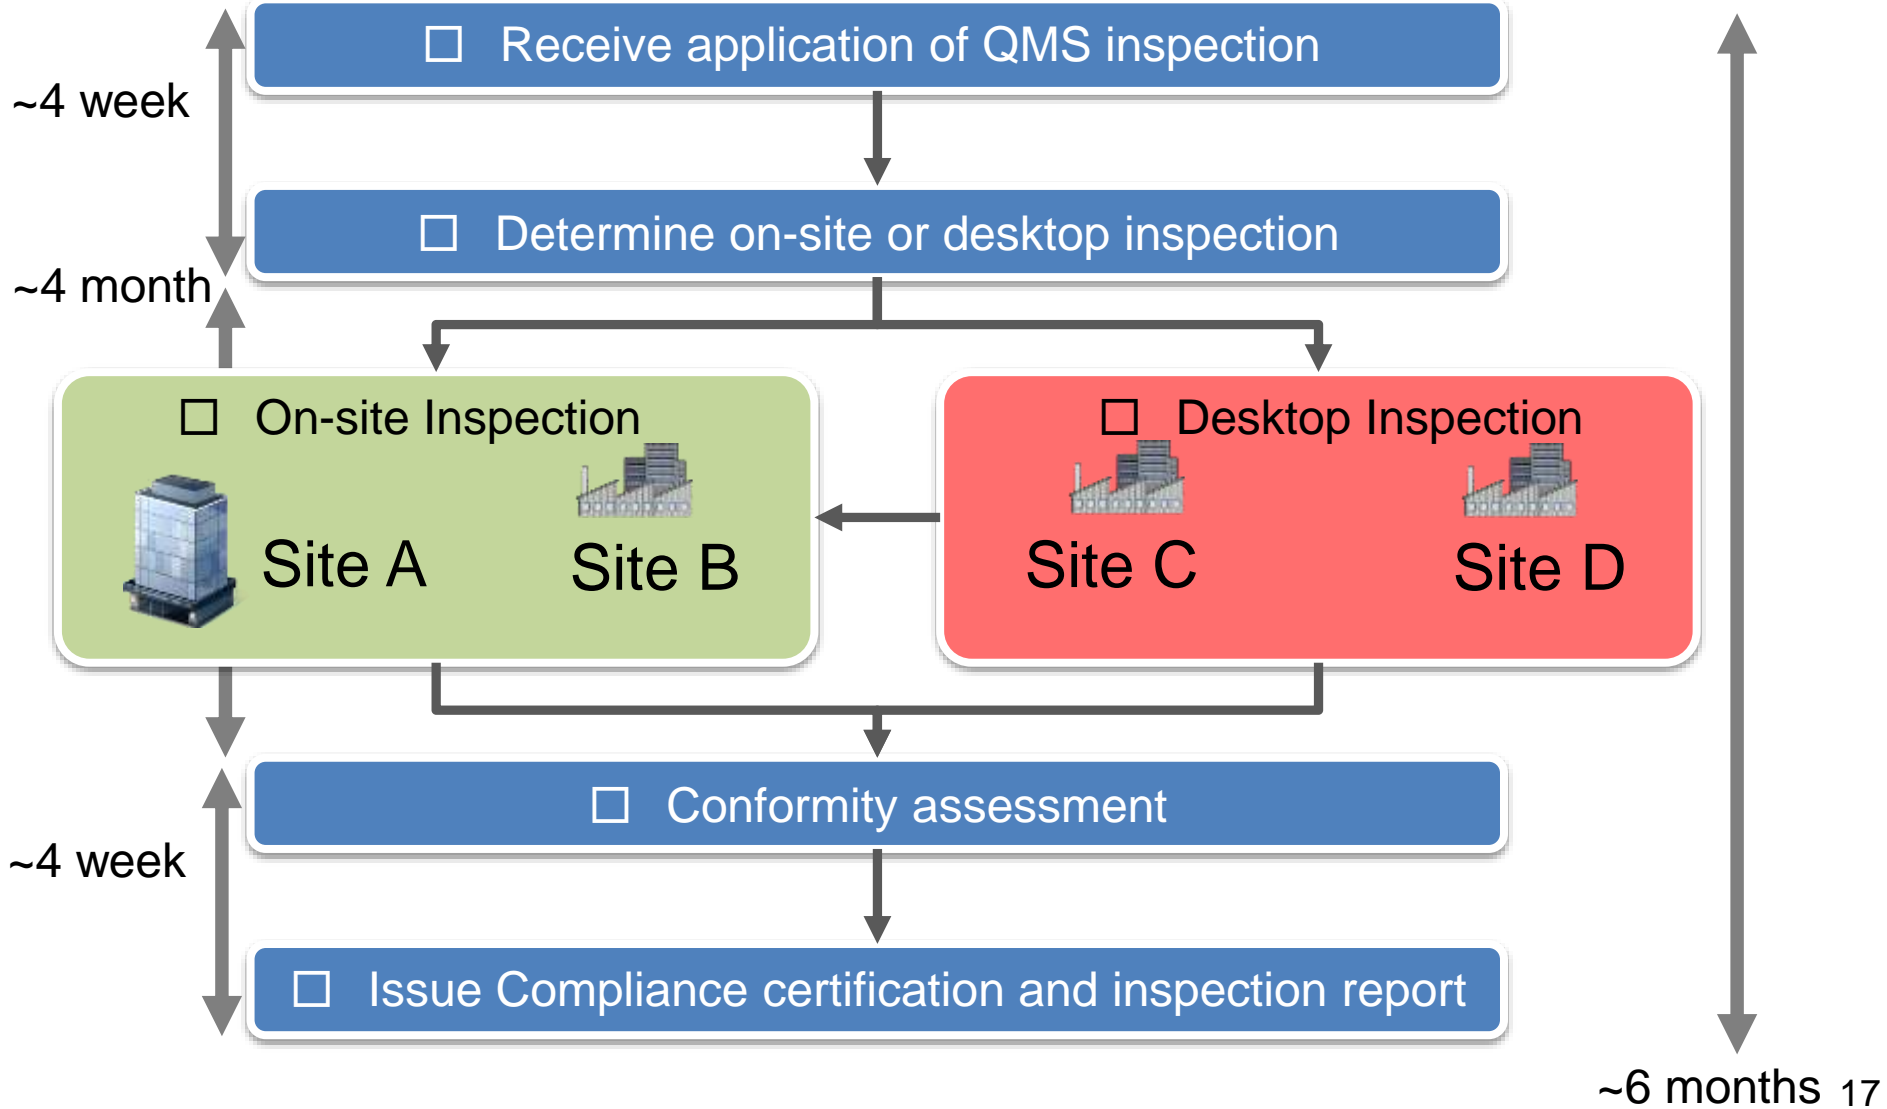 ☐ Receive application of QMS inspection
~4 week
☐ Determine on-site or desktop inspection
~4 month
☐ On-site Inspection
☐ Desktop Inspection
Site A
Site B
Site C
Site D
☐ Conformity assessment
~4 week
☐ Issue Compliance certification and inspection report
~6 months
17